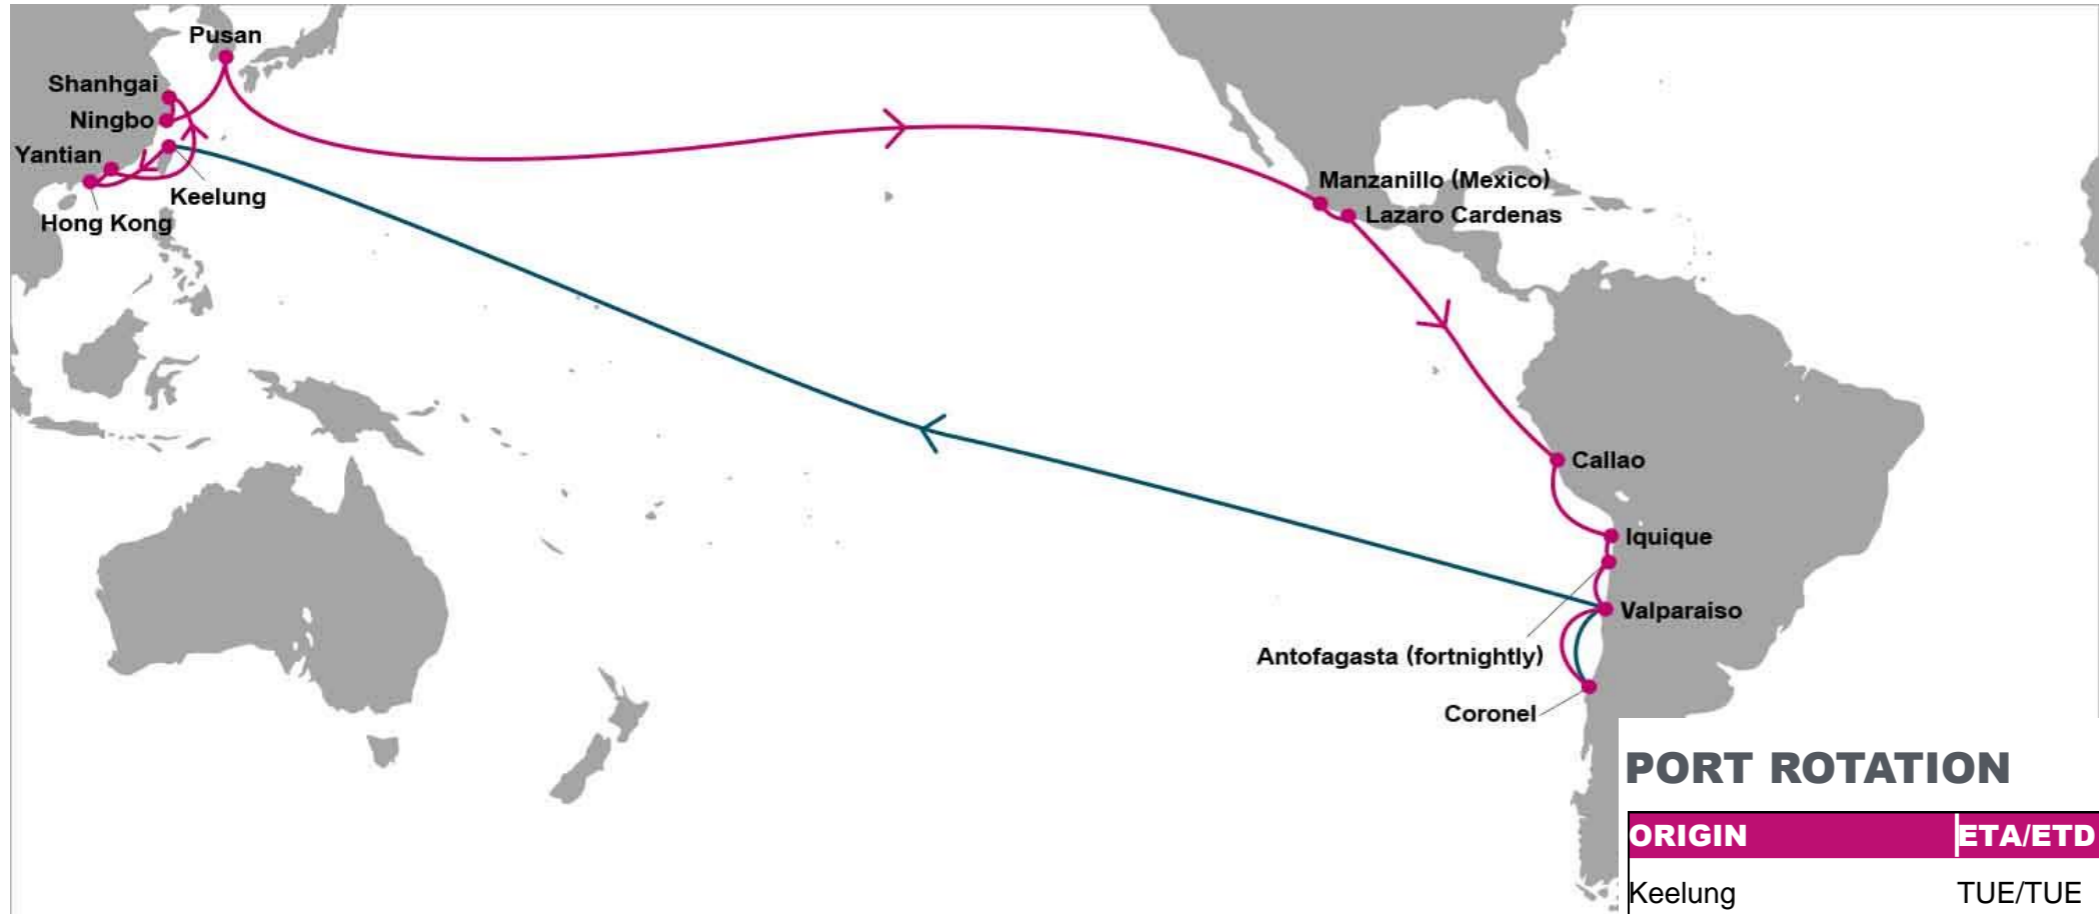 Pusan
Shanhgai
Ningbo
Yantian
Keelung
Hong Kong
Manzanillo (Mexico)
Lazaro Cardenas
Callao
Iquique
Valparaiso
Antofagasta (fortnightly)
Coronel
PORT ROTATION
ORIGIN ETA/ETD
Keelung TUE/TUE